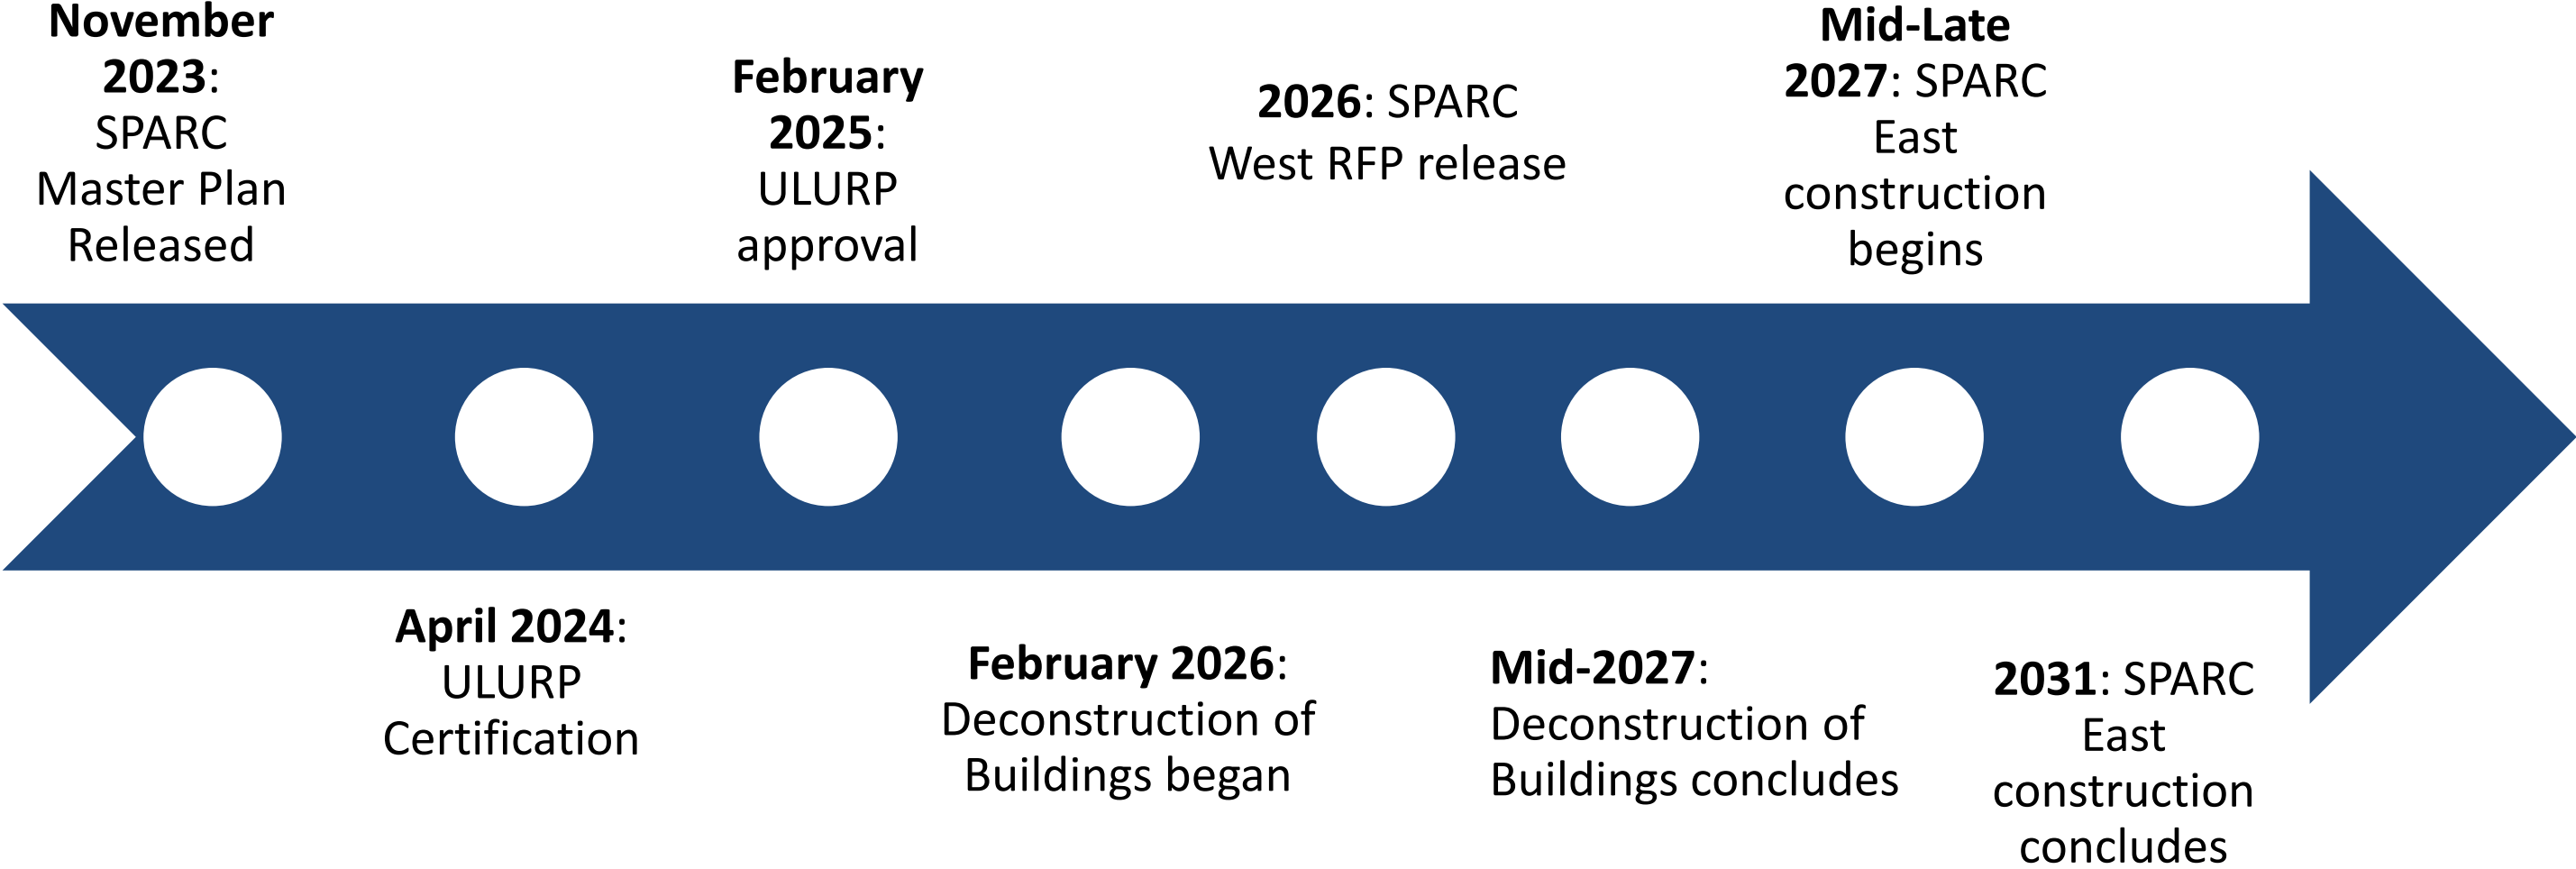 November
2023:
SPARC
Master Plan
Released
April 2024:
ULURP
Certification
February
2025:
ULURP
approval
February 2026:
Deconstruction of
Buildings began
2026: SPARC
West RFP release
Mid-2027:
Deconstruction of
Buildings concludes
Mid-Late
2027: SPARC
East
construction
begins
2031: SPARC
East
construction
concludes